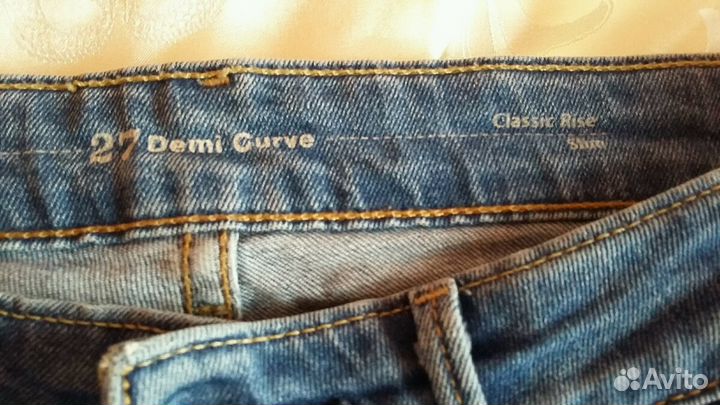 27 Demi Curve
Classic Rise
Slim
Avito